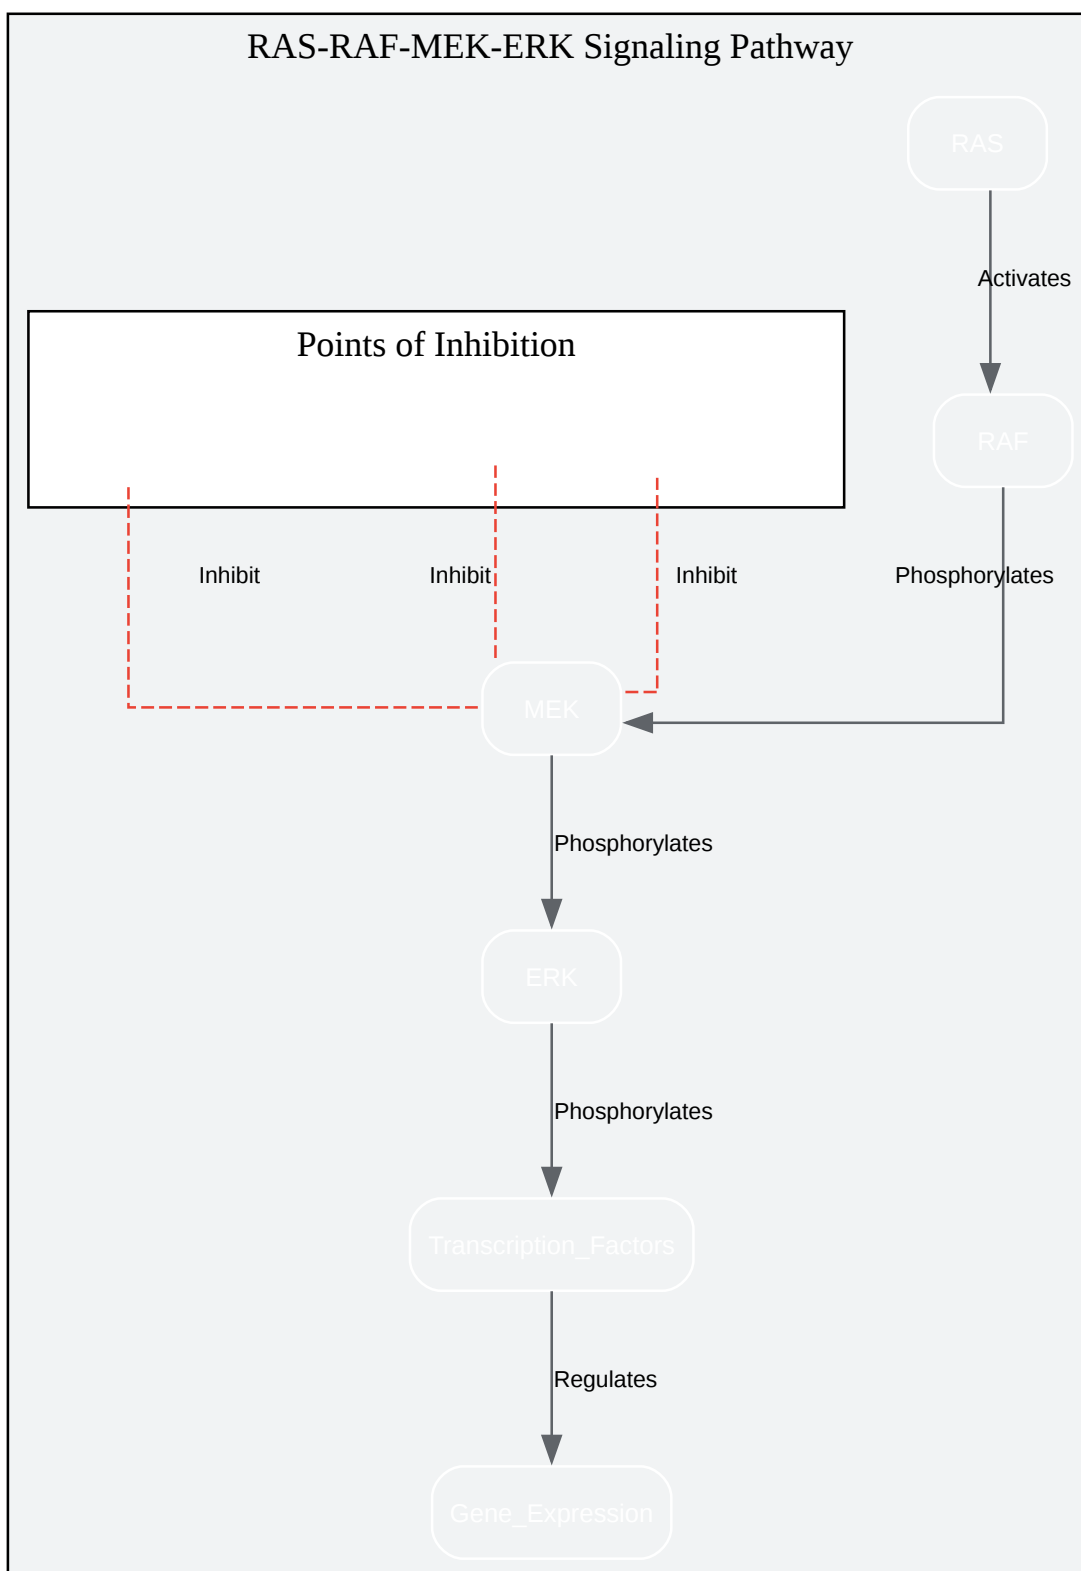 RAS-RAF-MEK-ERK Signaling Pathway
RAS
Activates
Points of Inhibition
RAF
Inhibit
Inhibit
Inhibit
Phosphorylates
MEK
Phosphorylates
ERK
Phosphorylates
Transcription_Factors
Regulates
Gene_Expression